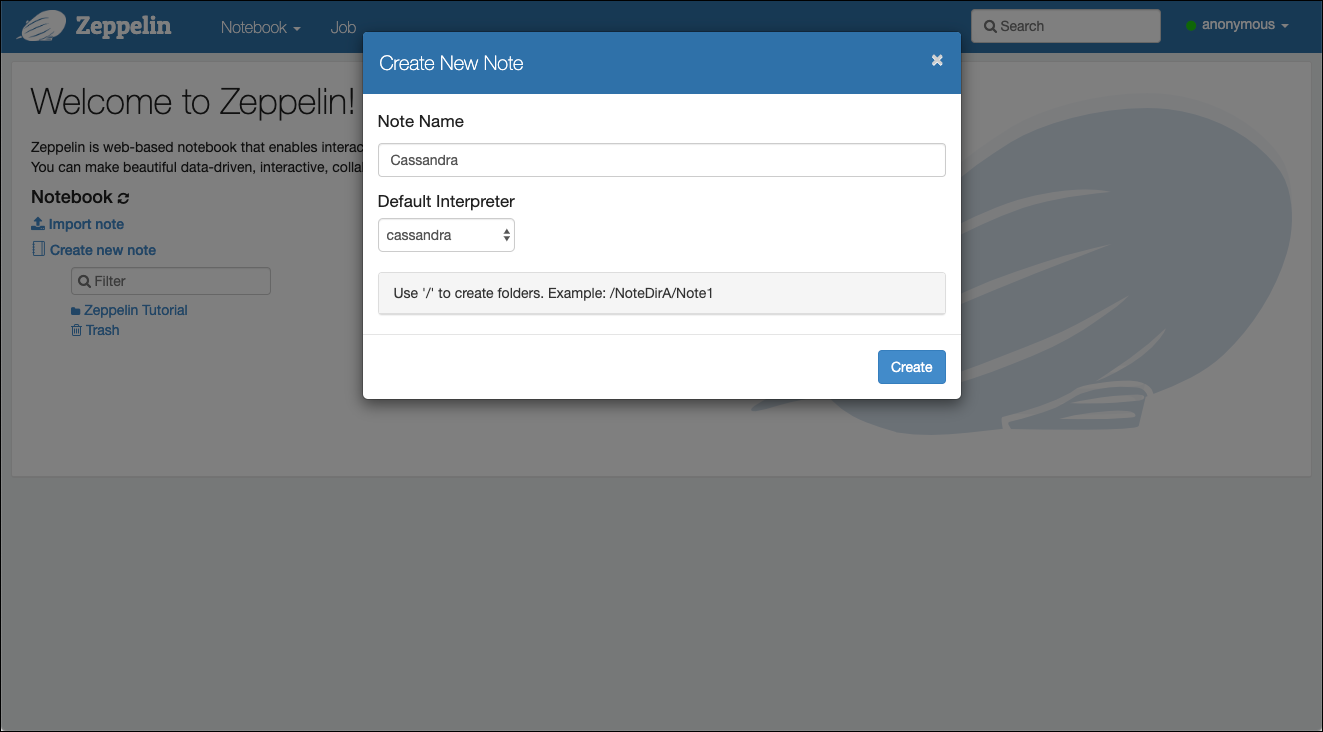 Zeppelin
Notebook
Job
Search
anonymous
Create New Note
Welcome to Zeppelin!
Zeppelin is web-based notebook that enables interac
You can make beautiful data-driven, interactive, colla
Notebook
Import note
Create new note
Filter
Zeppelin Tutorial
Trash
Note Name
Cassandra
Default Interpreter
cassandra
Use '/' to create folders. Example: /NoteDirA/Note1
Create